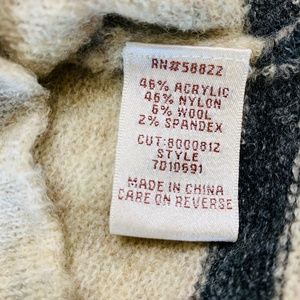 RN#58822
46% ACRYLIC
46% NYLON
6% WOOL
2% SPANDEX
CUT:8000812
STYLE
7D10691
MADE IN CHINA
CARE ON REVERSE